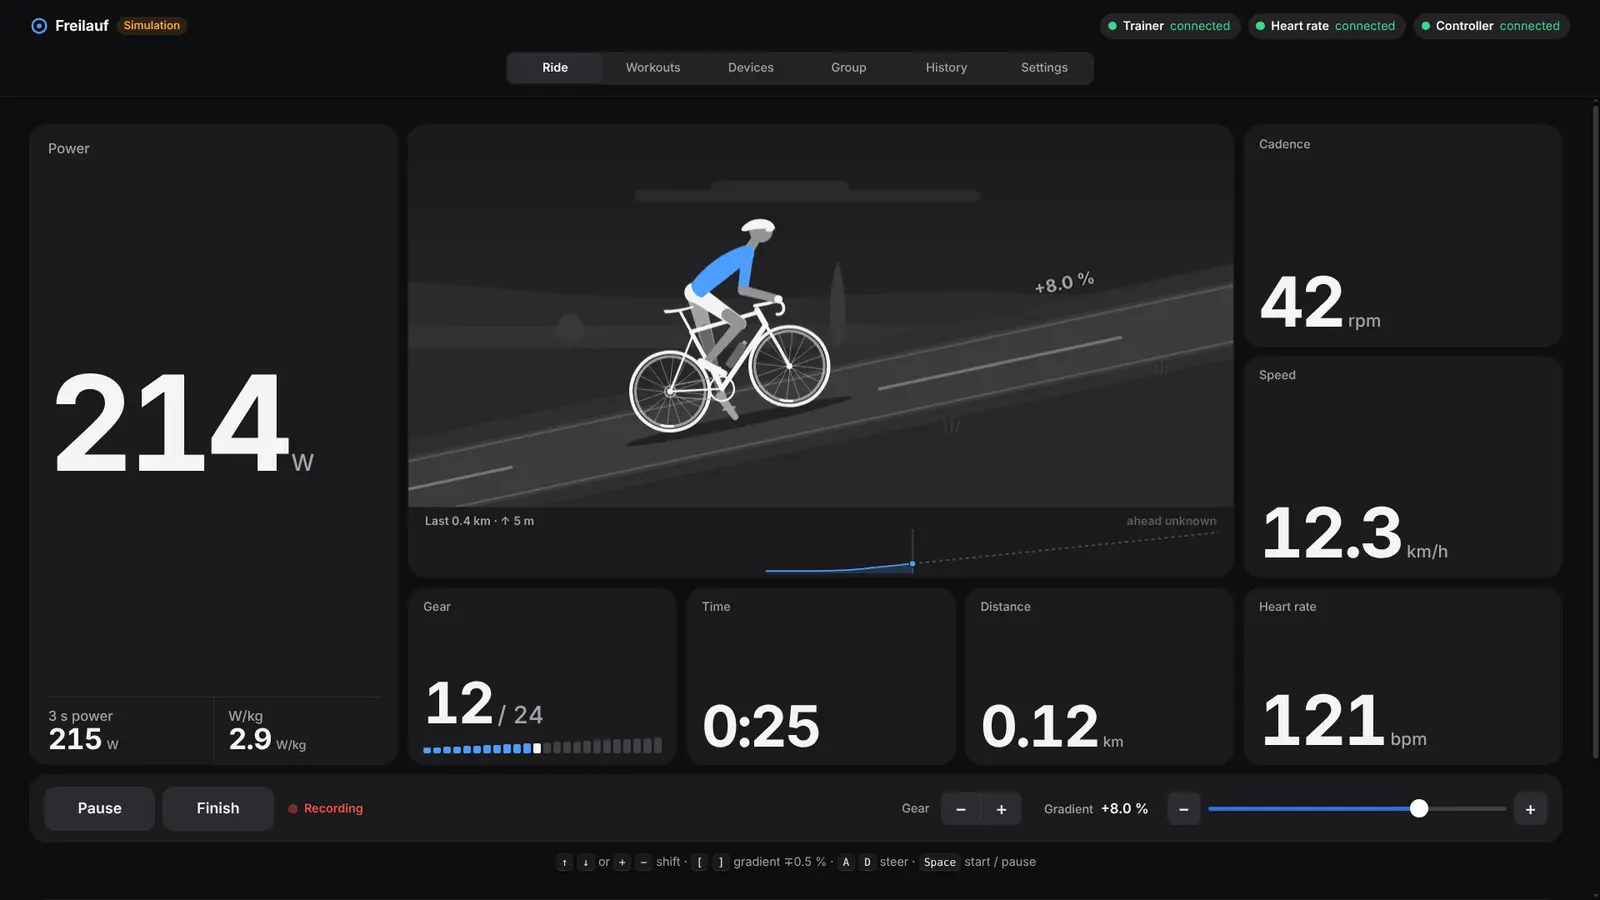 Freilauf Simulation
Trainer connected
Heart rate connected
Controller connected
Ride Workouts Devices Group History Settings
Power
214 W
3 s power
215 W
W/kg
2.9 W/kg
+8.0 %
Last 0.4 km · ↑ 5 m
ahead unknown
Cadence
42 rpm
Speed
12.3 km/h
Gear
12 / 24
Time
0:25
Distance
0.12 km
Heart rate
121 bpm
Pause Finish Recording
Gear − + Gradient +8.0 % − +
↑ ↓ or + − shift · [ ] gradient ∓0.5 % · A D steer · Space start / pause